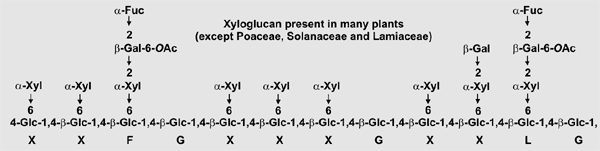 α-Fuc Xyloglucan present in many plants α-Fuc
(except Poaceae, Solanaceae and Lamiaceae)
2 2
β-Gal-6-OAc β-Gal β-Gal-6-OAc
2 2 2
α-Xyl α-Xyl α-Xyl α-Xyl α-Xyl α-Xyl α-Xyl α-Xyl α-Xyl
6 6 6 6 6 6 6 6 6
4-Glc-1,4-β-Glc-1,4-β-Glc-1,4-β-Glc-1,4-β-Glc-1,4-β-Glc-1,4-β-Glc-1,4-β-Glc-1,4-β-Glc-1,4-β-Glc-1,4-β-Glc-1,4-β-Glc-1,
X X F G X X X G X X L G